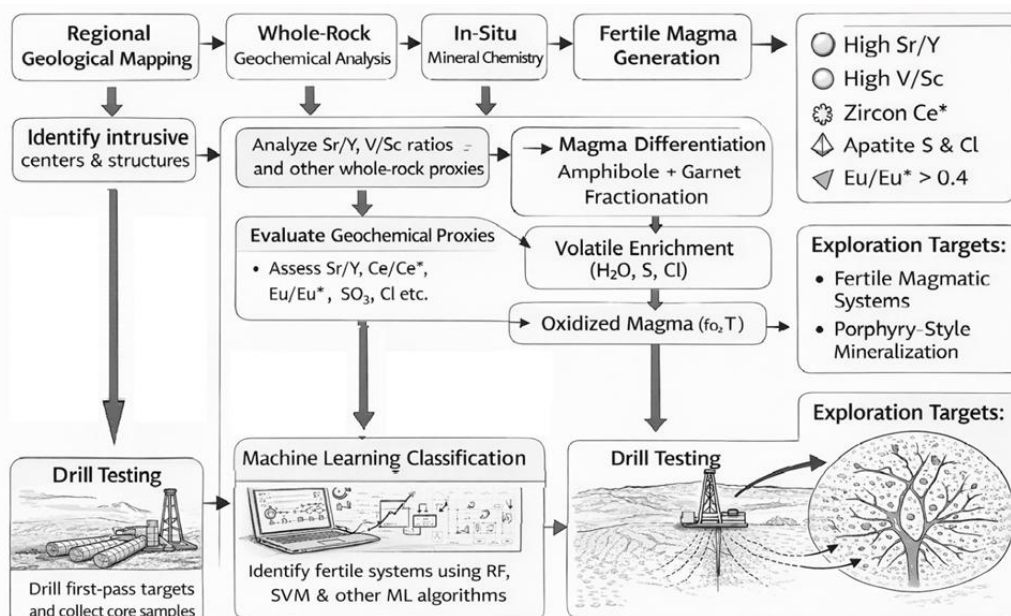 Regional
Geological Mapping
Whole-Rock
Geochemical Analysis
In-Situ
Mineral Chemistry
Fertile Magma
Generation
High Sr/Y
High V/Sc
Zircon Ce*
Apatite S & Cl
Eu/Eu* > 0.4
Identify intrusive
centers & structures
Analyze Sr/Y, V/Sc ratios
and other whole-rock proxies
Magma Differentiation
Amphibole + Garnet
Fractionation
Evaluate Geochemical Proxies
• Assess Sr/Y, Ce/Ce*,
Eu/Eu*, SO₃, Cl etc.
Volatile Enrichment
(H₂O, S, Cl)
Oxidized Magma (fo₂T)
Exploration Targets:
• Fertile Magmatic
Systems
• Porphyry-Style
Mineralization
Drill Testing
Drill first-pass targets
and collect core samples
Machine Learning Classification
Identify fertile systems using RF,
SVM & other ML algorithms
Drill Testing
Exploration Targets: